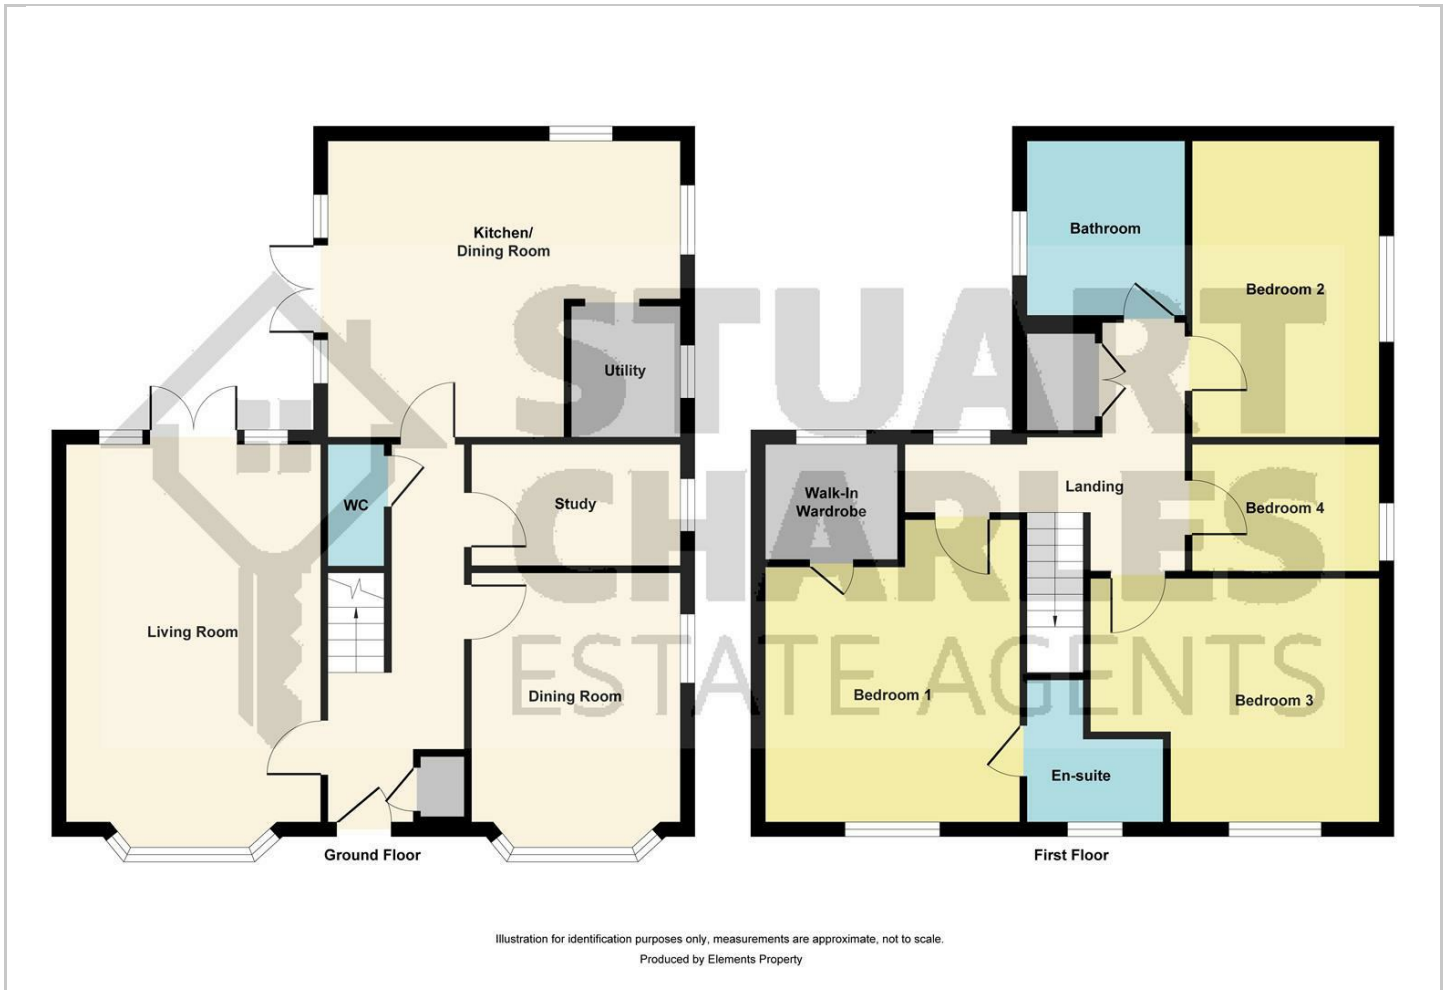 Kitchen/
Dining Room
Utility
WC
Study
Living Room
Dining Room
Ground Floor
Bathroom
Bedroom 2
Walk-In
Wardrobe
Landing
Bedroom 4
Bedroom 1
Bedroom 3
En-suite
First Floor
STUART
CHARLES
ESTATE AGENTS
Illustration for identification purposes only, measurements are approximate, not to scale.
Produced by Elements Property